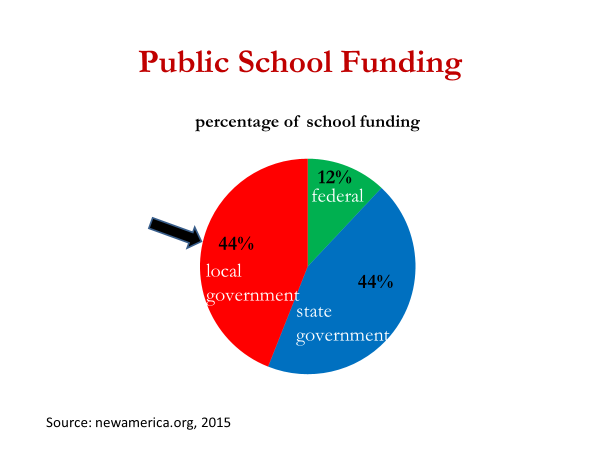 Public School Funding
percentage of school funding
12%
federal
44%
local
government
44%
state
government
Source: newamerica.org, 2015